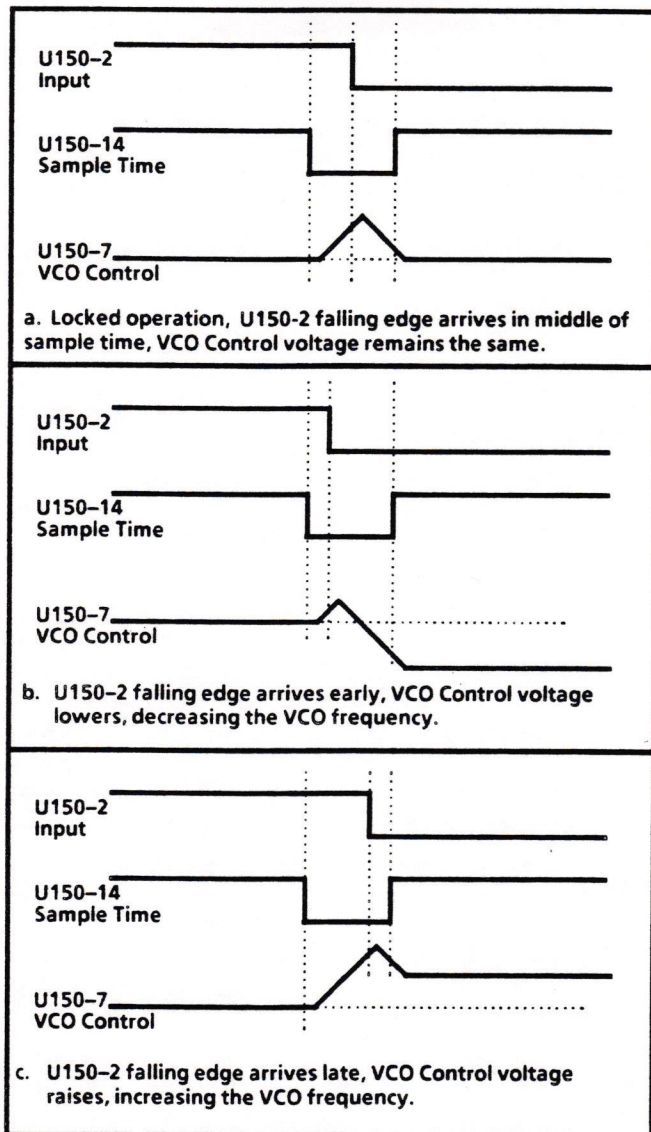 U150–2
Input
U150–14
Sample Time
U150–7
VCO Control
a. Locked operation, U150-2 falling edge arrives in middle of
sample time, VCO Control voltage remains the same.
U150–2
Input
U150–14
Sample Time
U150–7
VCO Control
b. U150–2 falling edge arrives early, VCO Control voltage
lowers, decreasing the VCO frequency.
U150–2
Input
U150–14
Sample Time
U150–7
VCO Control
c. U150–2 falling edge arrives late, VCO Control voltage
raises, increasing the VCO frequency.